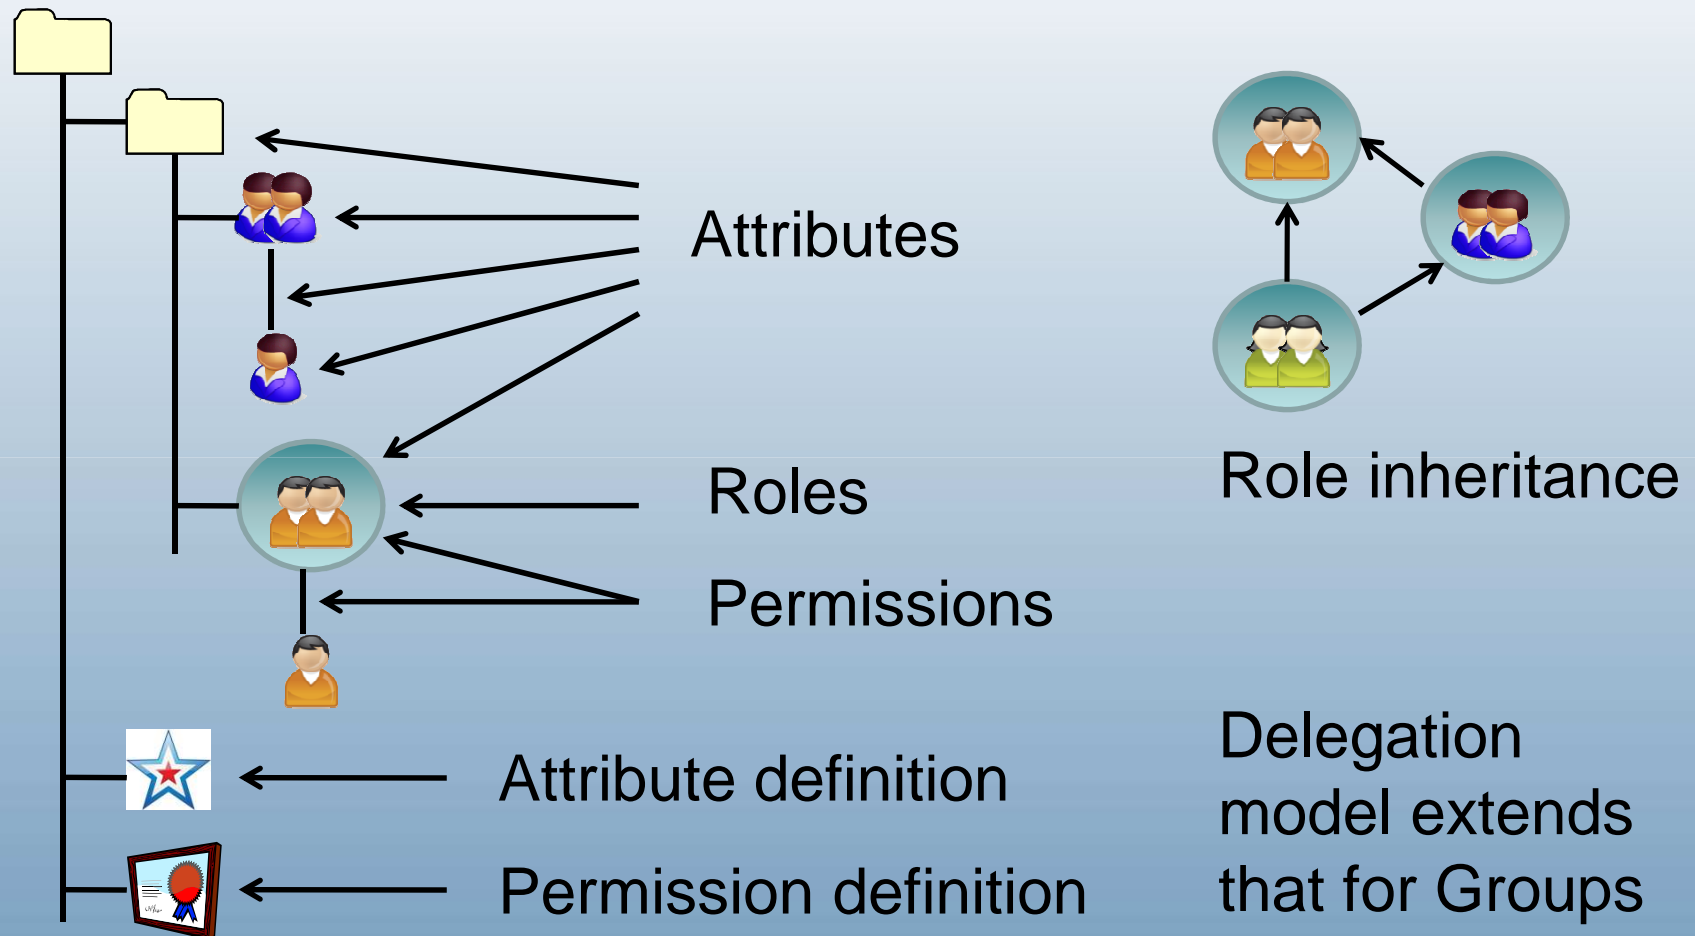 Attributes
Roles
Permissions
Attribute definition
Permission definition
Role inheritance
Delegation
model extends
that for Groups